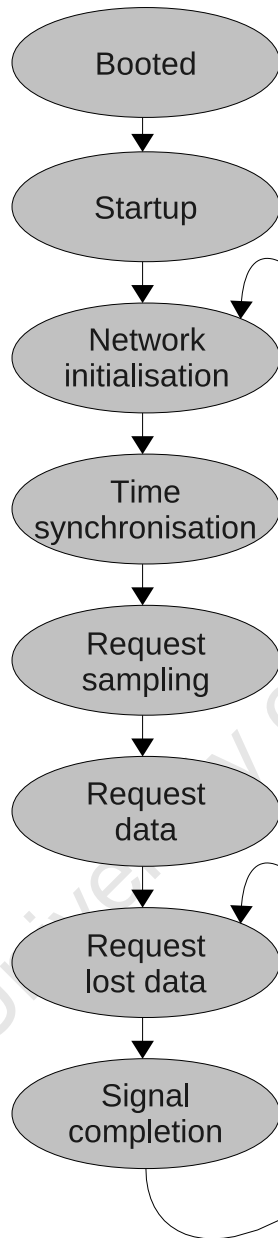 Booted
Startup
Network
initialisation
Time
synchronisation
Request
sampling
Request
data
Request
lost data
Signal
completion